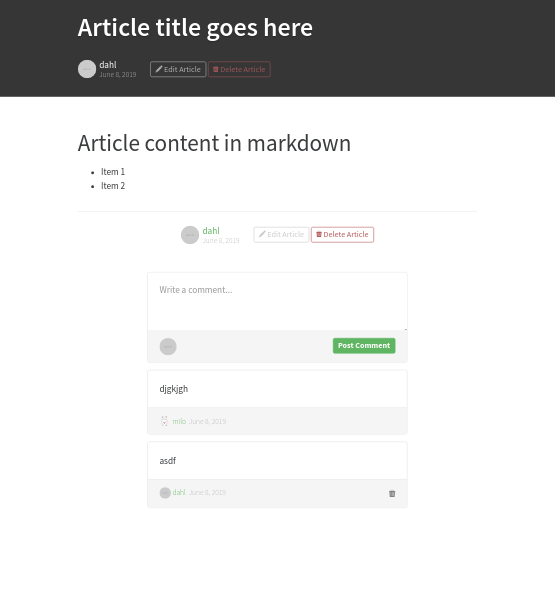 Article title goes here
dahl
June 8, 2019
Edit Article
Delete Article
Article content in markdown
Item 1
Item 2
dahl
June 8, 2019
Edit Article
Delete Article
Write a comment...
Post Comment
djgkjgh
milo June 8, 2019
asdf
dahl June 8, 2019